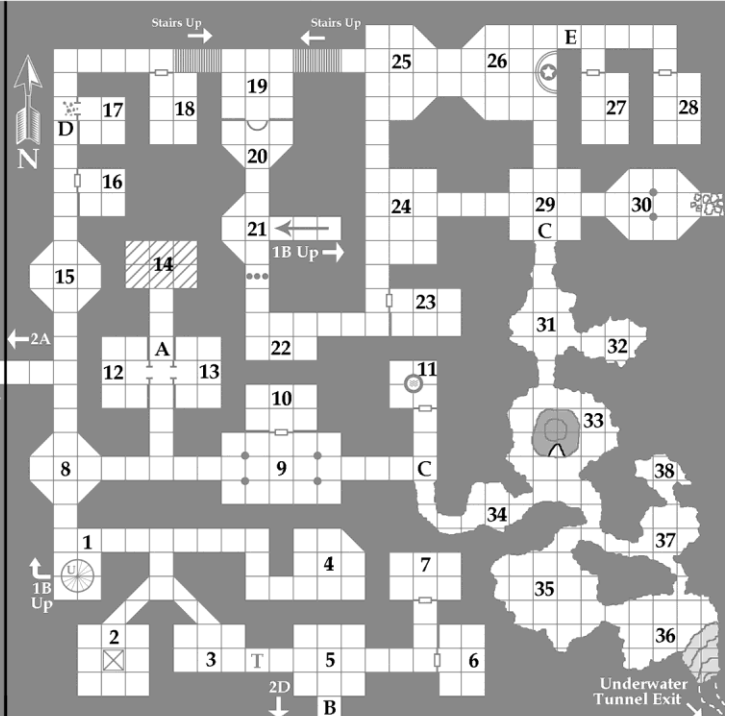 Stairs Up
Stairs Up
E
25
26
19
17
18
27
28
D
N
20
16
24
29
30
21
C
1B Up
15
14
23
31
2A
A
22
32
12
13
11
10
33
8
9
C
38
34
1
37
U
4
7
1B
Up
35
2
3
T
5
6
36
2D
B
Underwater
Tunnel Exit